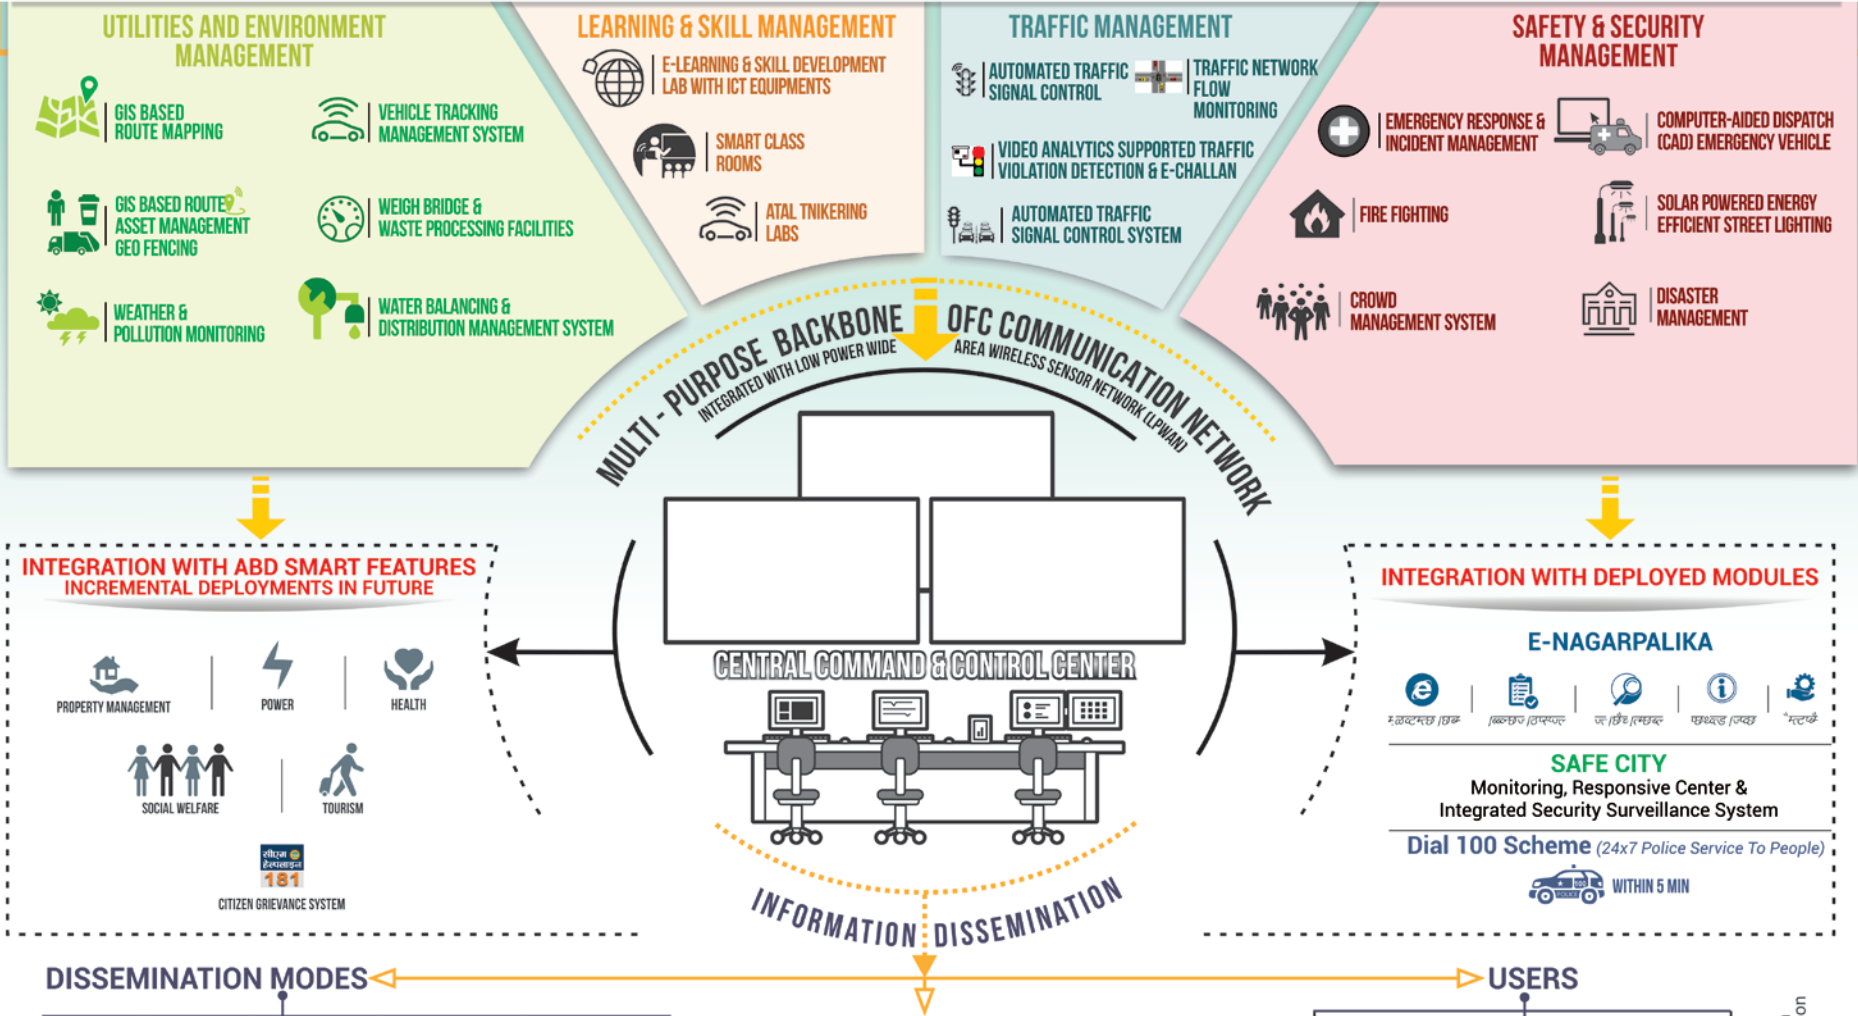 UTILITIES AND ENVIRONMENT
MANAGEMENT
GIS BASED
ROUTE MAPPING
VEHICLE TRACKING
MANAGEMENT SYSTEM
GIS BASED ROUTE
ASSET MANAGEMENT
GEO FENCING
WEIGH BRIDGE &
WASTE PROCESSING FACILITIES
WEATHER &
POLLUTION MONITORING
WATER BALANCING &
DISTRIBUTION MANAGEMENT SYSTEM
LEARNING & SKILL MANAGEMENT
E-LEARNING & SKILL DEVELOPMENT
LAB WITH ICT EQUIPMENTS
SMART CLASS
ROOMS
ATAL TNIKERING
LABS
TRAFFIC MANAGEMENT
AUTOMATED TRAFFIC
SIGNAL CONTROL
TRAFFIC NETWORK
FLOW
MONITORING
VIDEO ANALYTICS SUPPORTED TRAFFIC
VIOLATION DETECTION & E-CHALLAN
AUTOMATED TRAFFIC
SIGNAL CONTROL SYSTEM
SAFETY & SECURITY
MANAGEMENT
EMERGENCY RESPONSE &
INCIDENT MANAGEMENT
COMPUTER-AIDED DISPATCH
(CAD) EMERGENCY VEHICLE
FIRE FIGHTING
SOLAR POWERED ENERGY
EFFICIENT STREET LIGHTING
CROWD
MANAGEMENT SYSTEM
DISASTER
MANAGEMENT
MULTI - PURPOSE BACKBONE OFC COMMUNICATION NETWORK
INTEGRATED WITH LOW POWER WIDE AREA WIRELESS SENSOR NETWORK (LPWAN)
CENTRAL COMMAND & CONTROL CENTER
INTEGRATION WITH ABD SMART FEATURES
INCREMENTAL DEPLOYMENTS IN FUTURE
PROPERTY MANAGEMENT
POWER
HEALTH
SOCIAL WELFARE
TOURISM
सीएम
हेल्पलाइन
181
CITIZEN GRIEVANCE SYSTEM
INTEGRATION WITH DEPLOYED MODULES
E-NAGARPALIKA
SAFE CITY
Monitoring, Responsive Center &
Integrated Security Surveillance System
Dial 100 Scheme (24x7 Police Service To People)
100
POLICE
WITHIN 5 MIN
INFORMATION DISSEMINATION
DISSEMINATION MODES
USERS
on